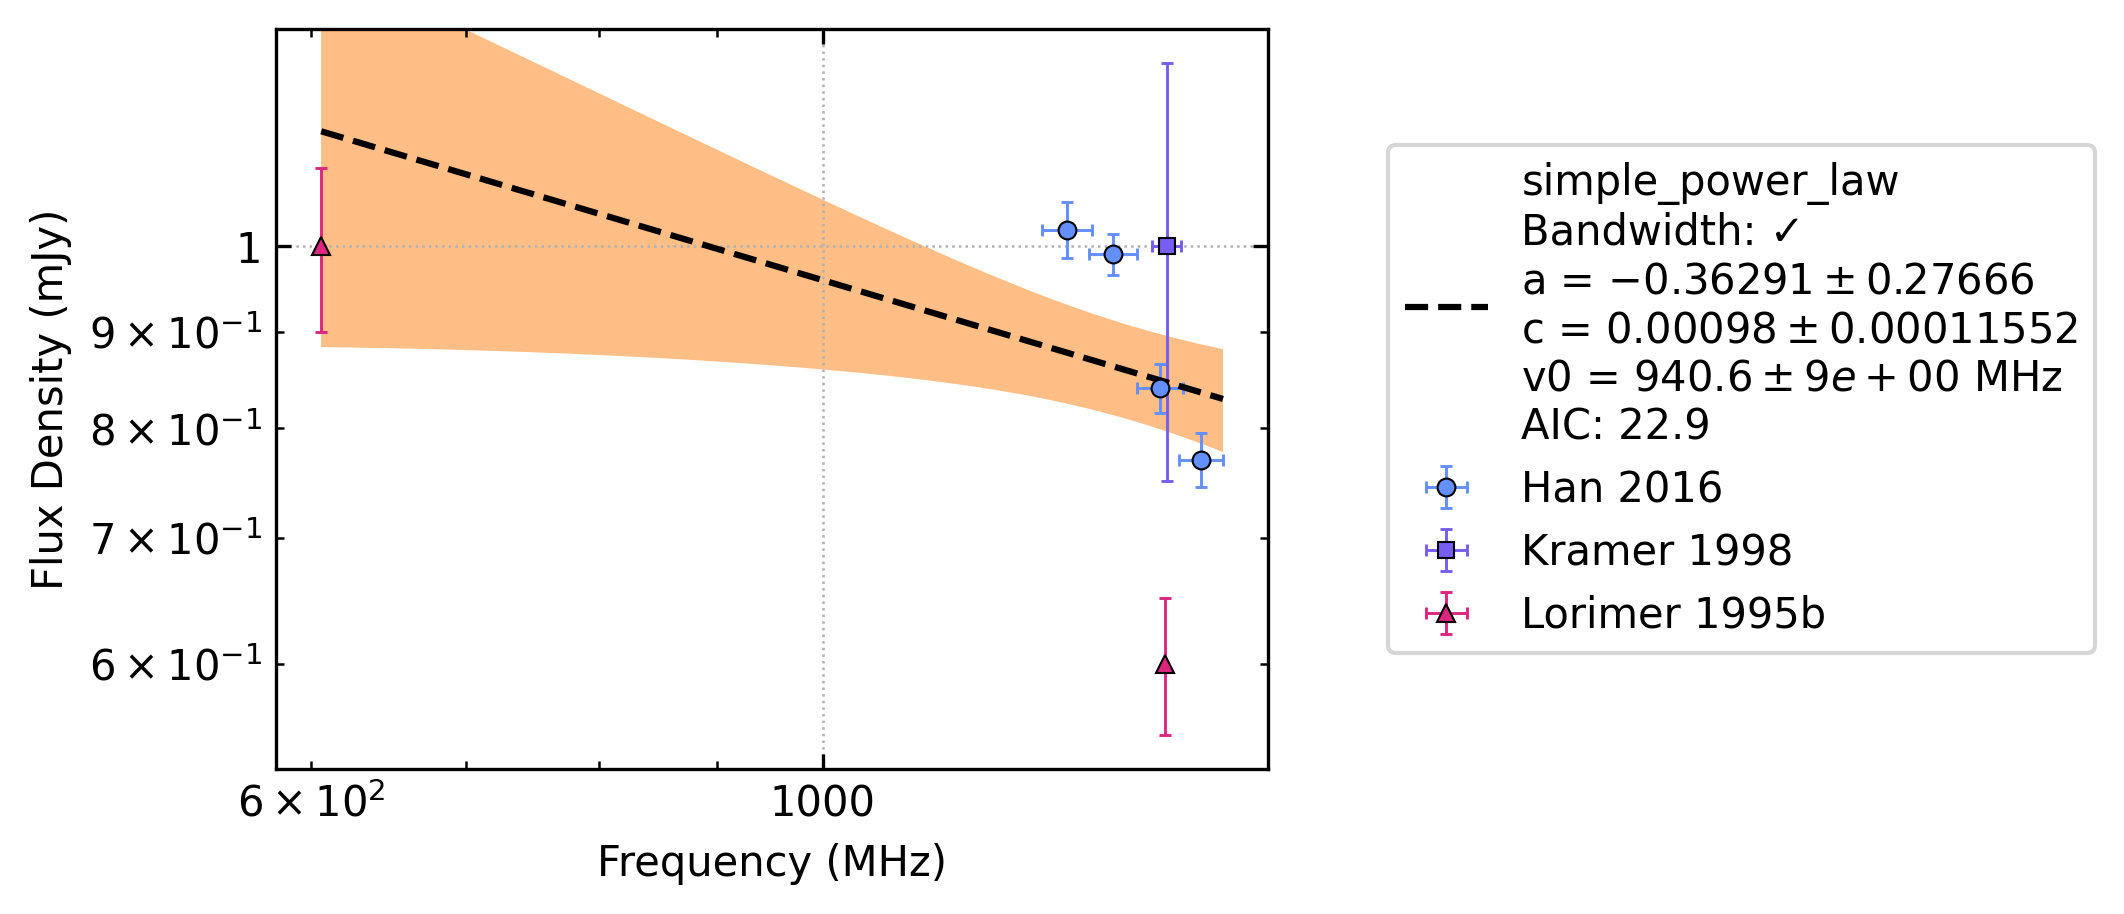 Flux Density (mJy)
1
9 × 10⁻¹
8 × 10⁻¹
7 × 10⁻¹
6 × 10⁻¹
6 × 10²
1000
Frequency (MHz)
simple_power_law
Bandwidth: ✓
a = −0.36291 ± 0.27666
c = 0.00098 ± 0.00011552
v0 = 940.6 ± 9e + 00 MHz
AIC: 22.9
Han 2016
Kramer 1998
Lorimer 1995b